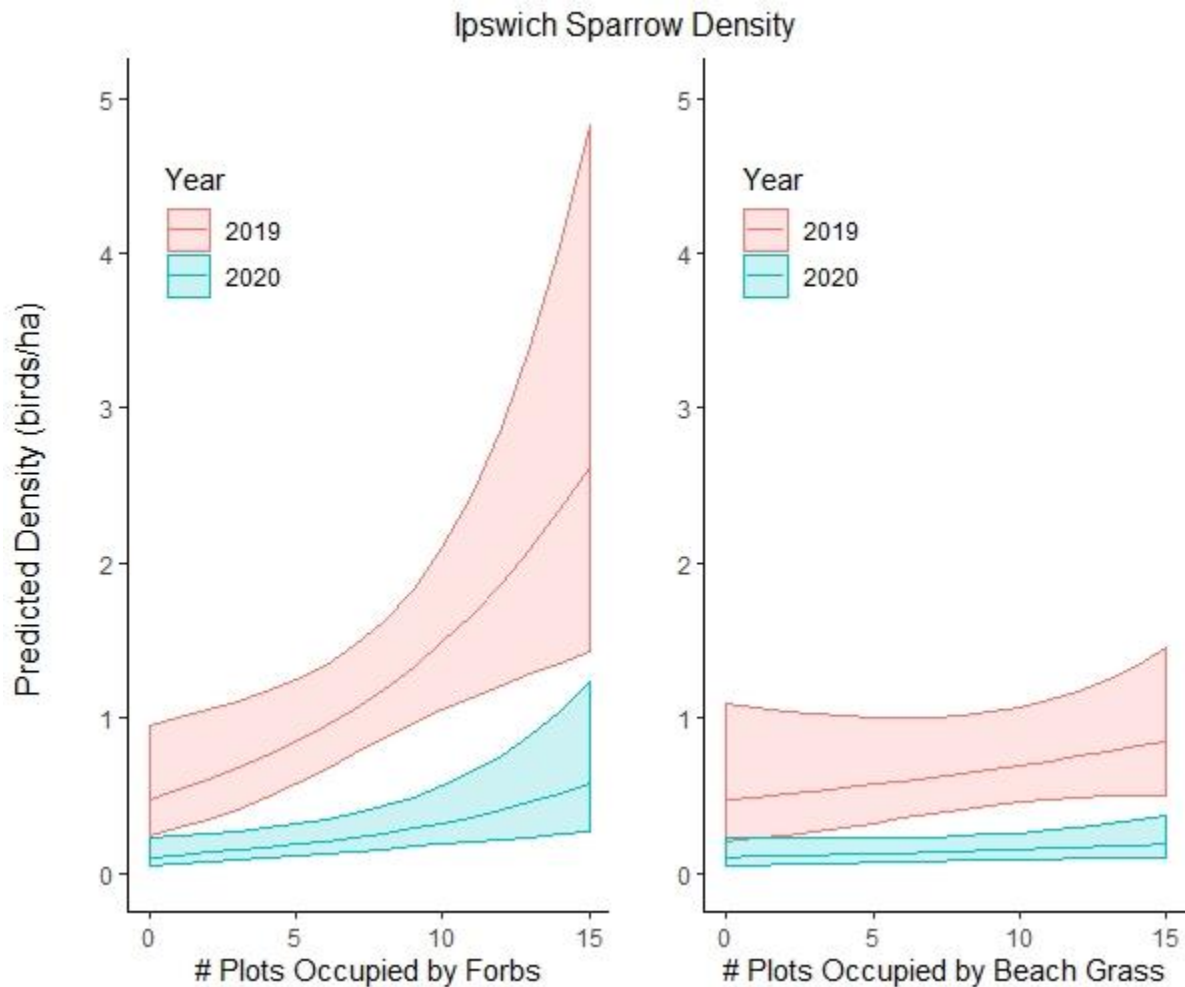 Ipswich Sparrow Density
Predicted Density (birds/ha)
5
4
3
2
1
0
Year
2019
2020
0 5 10 15
# Plots Occupied by Forbs
5
4
3
2
1
0
Year
2019
2020
0 5 10 15
# Plots Occupied by Beach Grass